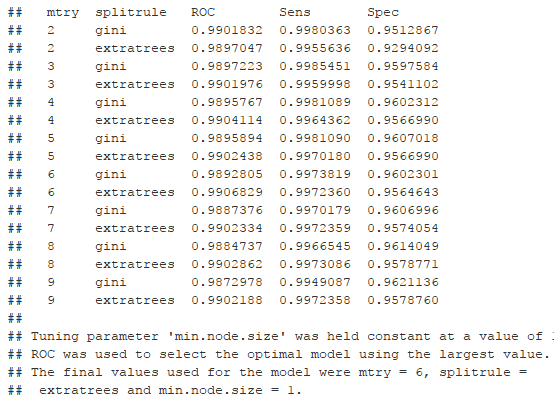 ## mtry splitrule ROC Sens Spec
## 2 gini 0.9901832 0.9980363 0.9512867
## 2 extratrees 0.9897047 0.9955636 0.9294092
## 3 gini 0.9897223 0.9985451 0.9597584
## 3 extratrees 0.9901976 0.9959998 0.9541102
## 4 gini 0.9895767 0.9981089 0.9602312
## 4 extratrees 0.9904114 0.9964362 0.9566990
## 5 gini 0.9895894 0.9981090 0.9607018
## 5 extratrees 0.9902438 0.9970180 0.9566990
## 6 gini 0.9892805 0.9973819 0.9602301
## 6 extratrees 0.9906829 0.9972360 0.9564643
## 7 gini 0.9887376 0.9970179 0.9606996
## 7 extratrees 0.9902334 0.9972359 0.9574054
## 8 gini 0.9884737 0.9966545 0.9614049
## 8 extratrees 0.9902862 0.9973086 0.9578771
## 9 gini 0.9872978 0.9949087 0.9621136
## 9 extratrees 0.9902188 0.9972358 0.9578760
##
## Tuning parameter 'min.node.size' was held constant at a value of
## ROC was used to select the optimal model using the largest value.
## The final values used for the model were mtry = 6, splitrule =
## extratrees and min.node.size = 1.